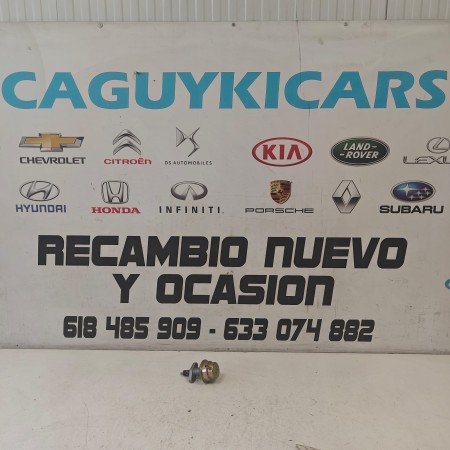 CAGUYKICARS
CHEVROLET CITROËN DS AUTOMOBILES KIA LAND- ROVER LEXUS
HYUNDAI HONDA INFINITI. PORSCHE SUBARU
RECAMBIO NUEVO
Y OCASION
618 485 909 - 633 074 882